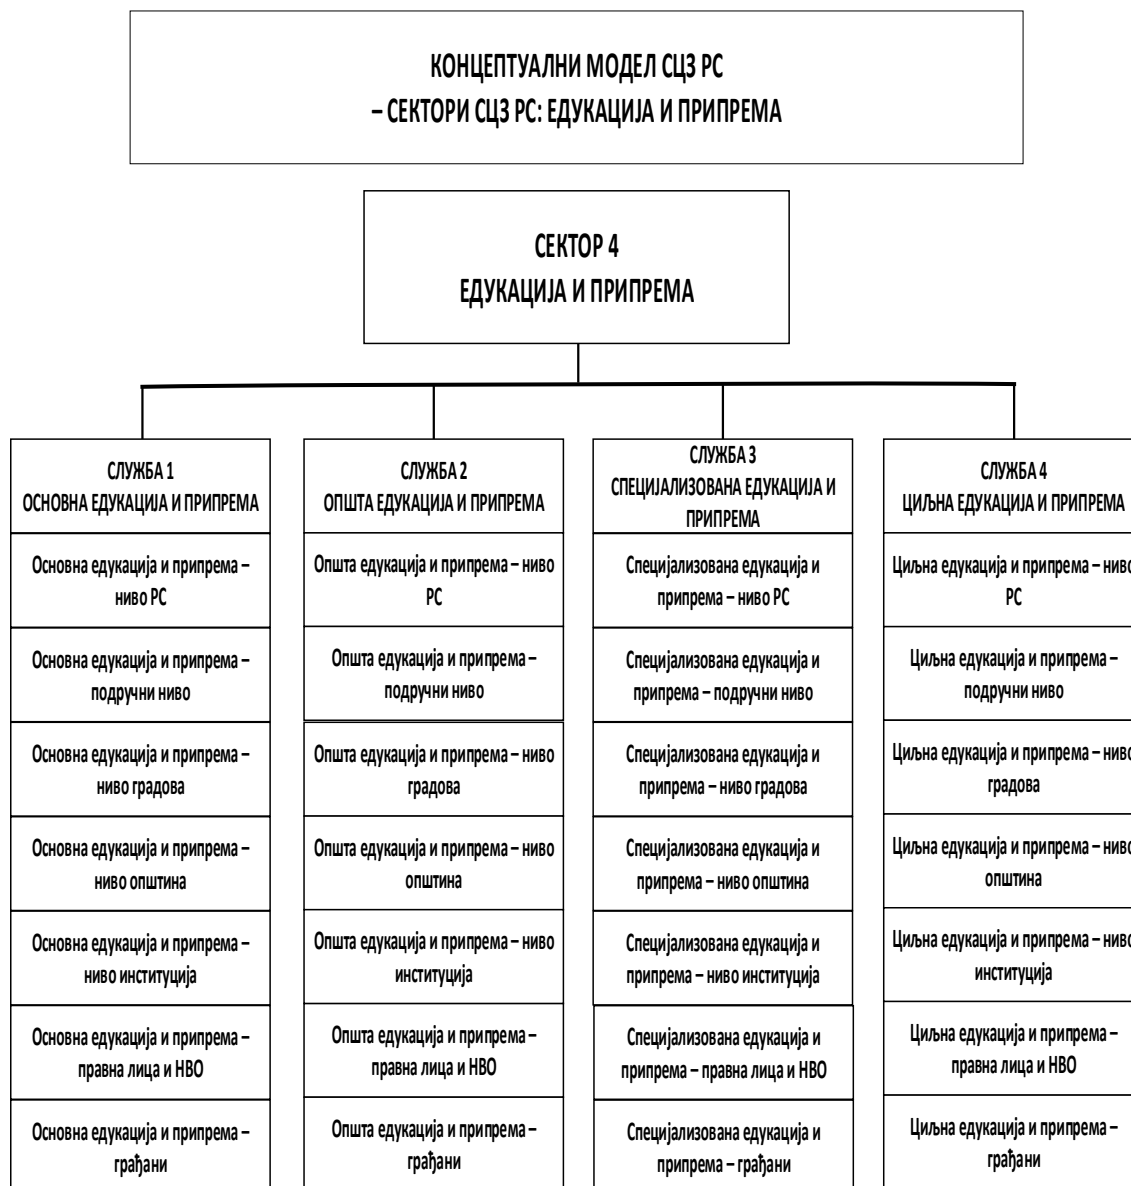 КОНЦЕПТУАЛНИ МОДЕЛ СЦЗ РС
– СЕКТОРИ СЦЗ РС: ЕДУКАЦИЈА И ПРИПРЕМА
СЕКТОР 4
ЕДУКАЦИЈА И ПРИПРЕМА
СЛУЖБА 1
ОСНОВНА ЕДУКАЦИЈА И ПРИПРЕМА
Основна едукација и припрема –
ниво РС
Основна едукација и припрема –
подручни ниво
Основна едукација и припрема –
ниво градова
Основна едукација и припрема –
ниво општина
Основна едукација и припрема –
ниво институција
Основна едукација и припрема –
правна лица и НВО
Основна едукација и припрема –
грађани
СЛУЖБА 2
ОПШТА ЕДУКАЦИЈА И ПРИПРЕМА
Општа едукација и припрема – ниво
РС
Општа едукација и припрема –
подручни ниво
Општа едукација и припрема – ниво
градова
Општа едукација и припрема – ниво
општина
Општа едукација и припрема – ниво
институција
Општа едукација и припрема –
правна лица и НВО
Општа едукација и припрема –
грађани
СЛУЖБА 3
СПЕЦИЈАЛИЗОВАНА ЕДУКАЦИЈА И
ПРИПРЕМА
Специјализована едукација и
припрема – ниво РС
Специјализована едукација и
припрема – подручни ниво
Специјализована едукација и
припрема – ниво градова
Специјализована едукација и
припрема – ниво општина
Специјализована едукација и
припрема – ниво институција
Специјализована едукација и
припрема – правна лица и НВО
Специјализована едукација и
припрема – грађани
СЛУЖБА 4
ЦИЉНА ЕДУКАЦИЈА И ПРИПРЕМА
Циљна едукација и припрема – ниво
РС
Циљна едукација и припрема –
подручни ниво
Циљна едукација и припрема – ниво
градова
Циљна едукација и припрема – ниво
општина
Циљна едукација и припрема – ниво
институција
Циљна едукација и припрема –
правна лица и НВО
Циљна едукација и припрема –
грађани